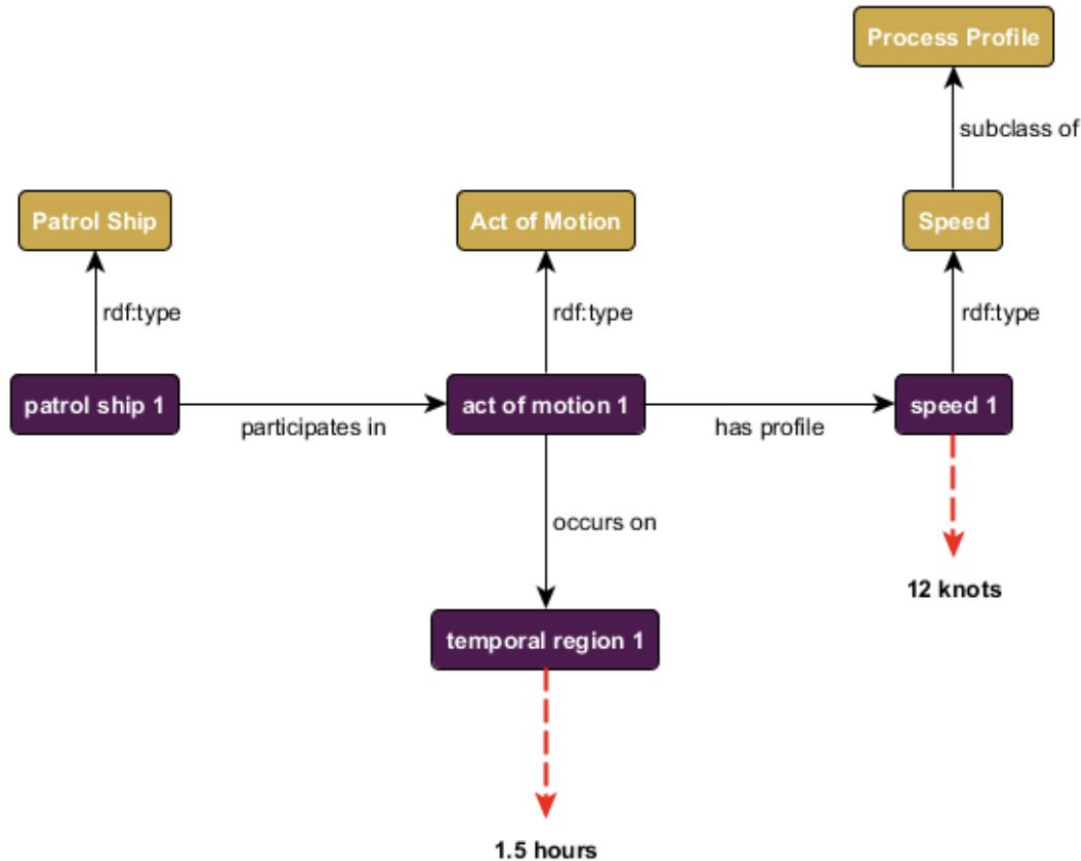 Process Profile
subclass of
Patrol Ship
Act of Motion
Speed
rdf:type
rdf:type
rdf:type
patrol ship 1
participates in
act of motion 1
has profile
speed 1
occurs on
12 knots
temporal region 1
1.5 hours